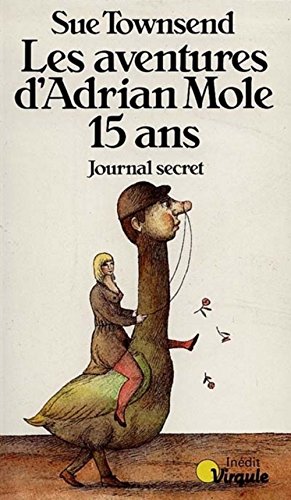 Sue Townsend
Les aventures
d'Adrian Mole
15 ans
Journal secret
Inédit
Virgule